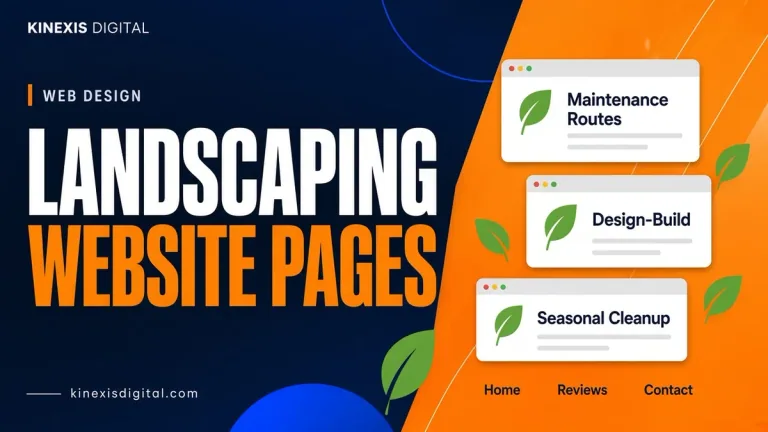 KINEXIS DIGITAL
WEB DESIGN
LANDSCAPING
WEBSITE PAGES
kinexisdigital.com
Maintenance
Routes
Design-Build
Seasonal Cleanup
Home Reviews Contact